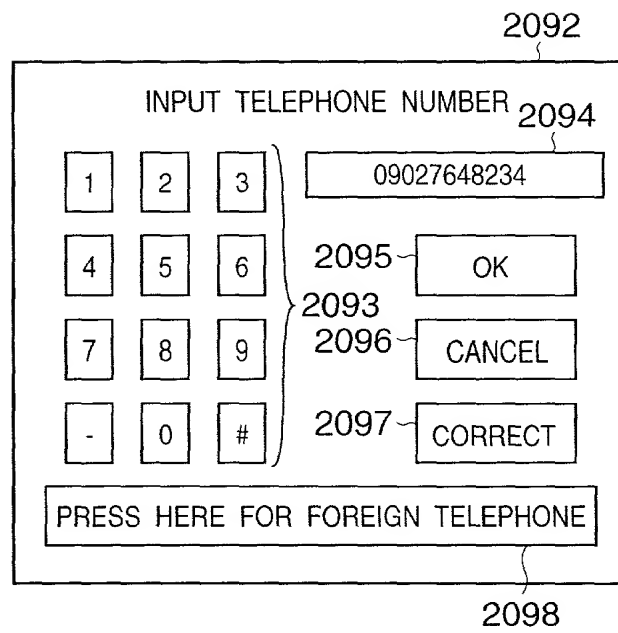 2092
INPUT TELEPHONE NUMBER
2094
1 2 3
09027648234
4 5 6
2095
OK
2093
7 8 9
2096
CANCEL
- 0 #
2097
CORRECT
PRESS HERE FOR FOREIGN TELEPHONE
2098